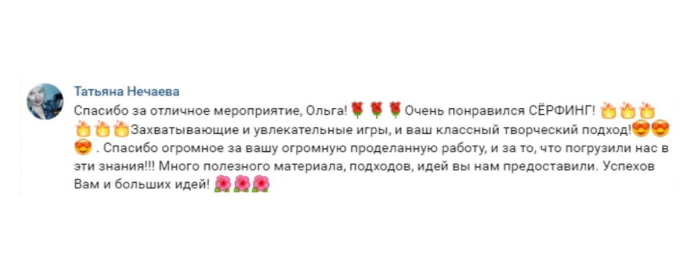 Татьяна Нечаева
Спасибо за отличное мероприятие, Ольга!🌹🌹🌹Очень понравился СЁРФИНГ! 🔥🔥🔥
🔥🔥🔥Захватывающие и увлекательные игры, и ваш классный творческий подход!😍😍
😍 . Спасибо огромное за вашу огромную проделанную работу, и за то, что погрузили нас в
эти знания!!! Много полезного материала, подходов, идей вы нам предоставили. Успехов
Вам и больших идей! 🌺🌺🌺